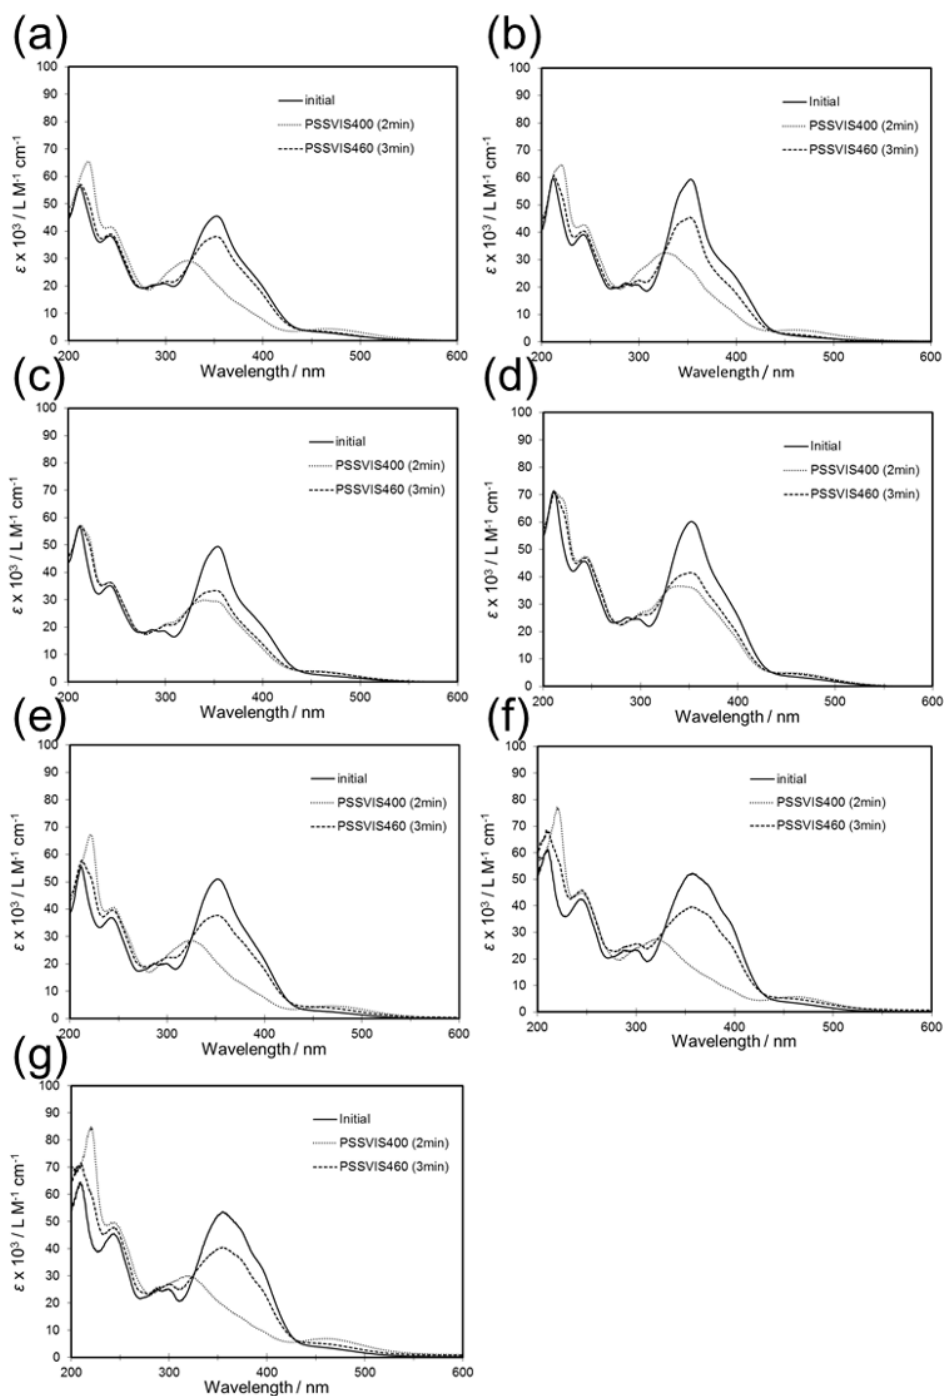 (a)
ε x 10³ / L M⁻¹ cm⁻¹
100
90
80
70
60
50
40
30
20
10
0
initial
PSSVIS400 (2min)
PSSVIS460 (3min)
200 300 400 500 600
Wavelength / nm
(b)
ε x 10³ / L M⁻¹ cm⁻¹
100
90
80
70
60
50
40
30
20
10
0
Initial
PSSVIS400 (2min)
PSSVIS460 (3min)
200 300 400 500 600
Wavelength / nm
(c)
ε x 10³ / L M⁻¹ cm⁻¹
100
90
80
70
60
50
40
30
20
10
0
initial
PSSVIS400 (2min)
PSSVIS460 (3min)
200 300 400 500 600
Wavelength / nm
(d)
ε x 10³ / L M⁻¹ cm⁻¹
100
90
80
70
60
50
40
30
20
10
0
Initial
PSSVIS400 (2min)
PSSVIS460 (3min)
200 300 400 500 600
Wavelength / nm
(e)
ε x 10³ / L M⁻¹ cm⁻¹
100
90
80
70
60
50
40
30
20
10
0
initial
PSSVIS400 (2min)
PSSVIS460 (3min)
200 300 400 500 600
Wavelength / nm
(f)
ε x 10³ / L M⁻¹ cm⁻¹
100
90
80
70
60
50
40
30
20
10
0
initial
PSSVIS400 (2min)
PSSVIS460 (3min)
200 300 400 500 600
Wavelength / nm
(g)
ε x 10³ / L M⁻¹ cm⁻¹
100
90
80
70
60
50
40
30
20
10
0
Initial
PSSVIS400 (2min)
PSSVIS460 (3min)
200 300 400 500 600
Wavelength / nm